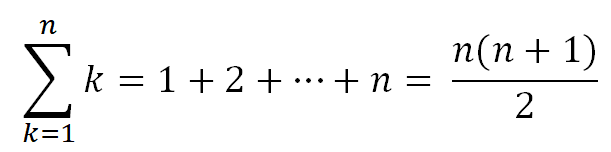 n
∑ k = 1 + 2 + ⋯ + n = n(n + 1)
k=1 2